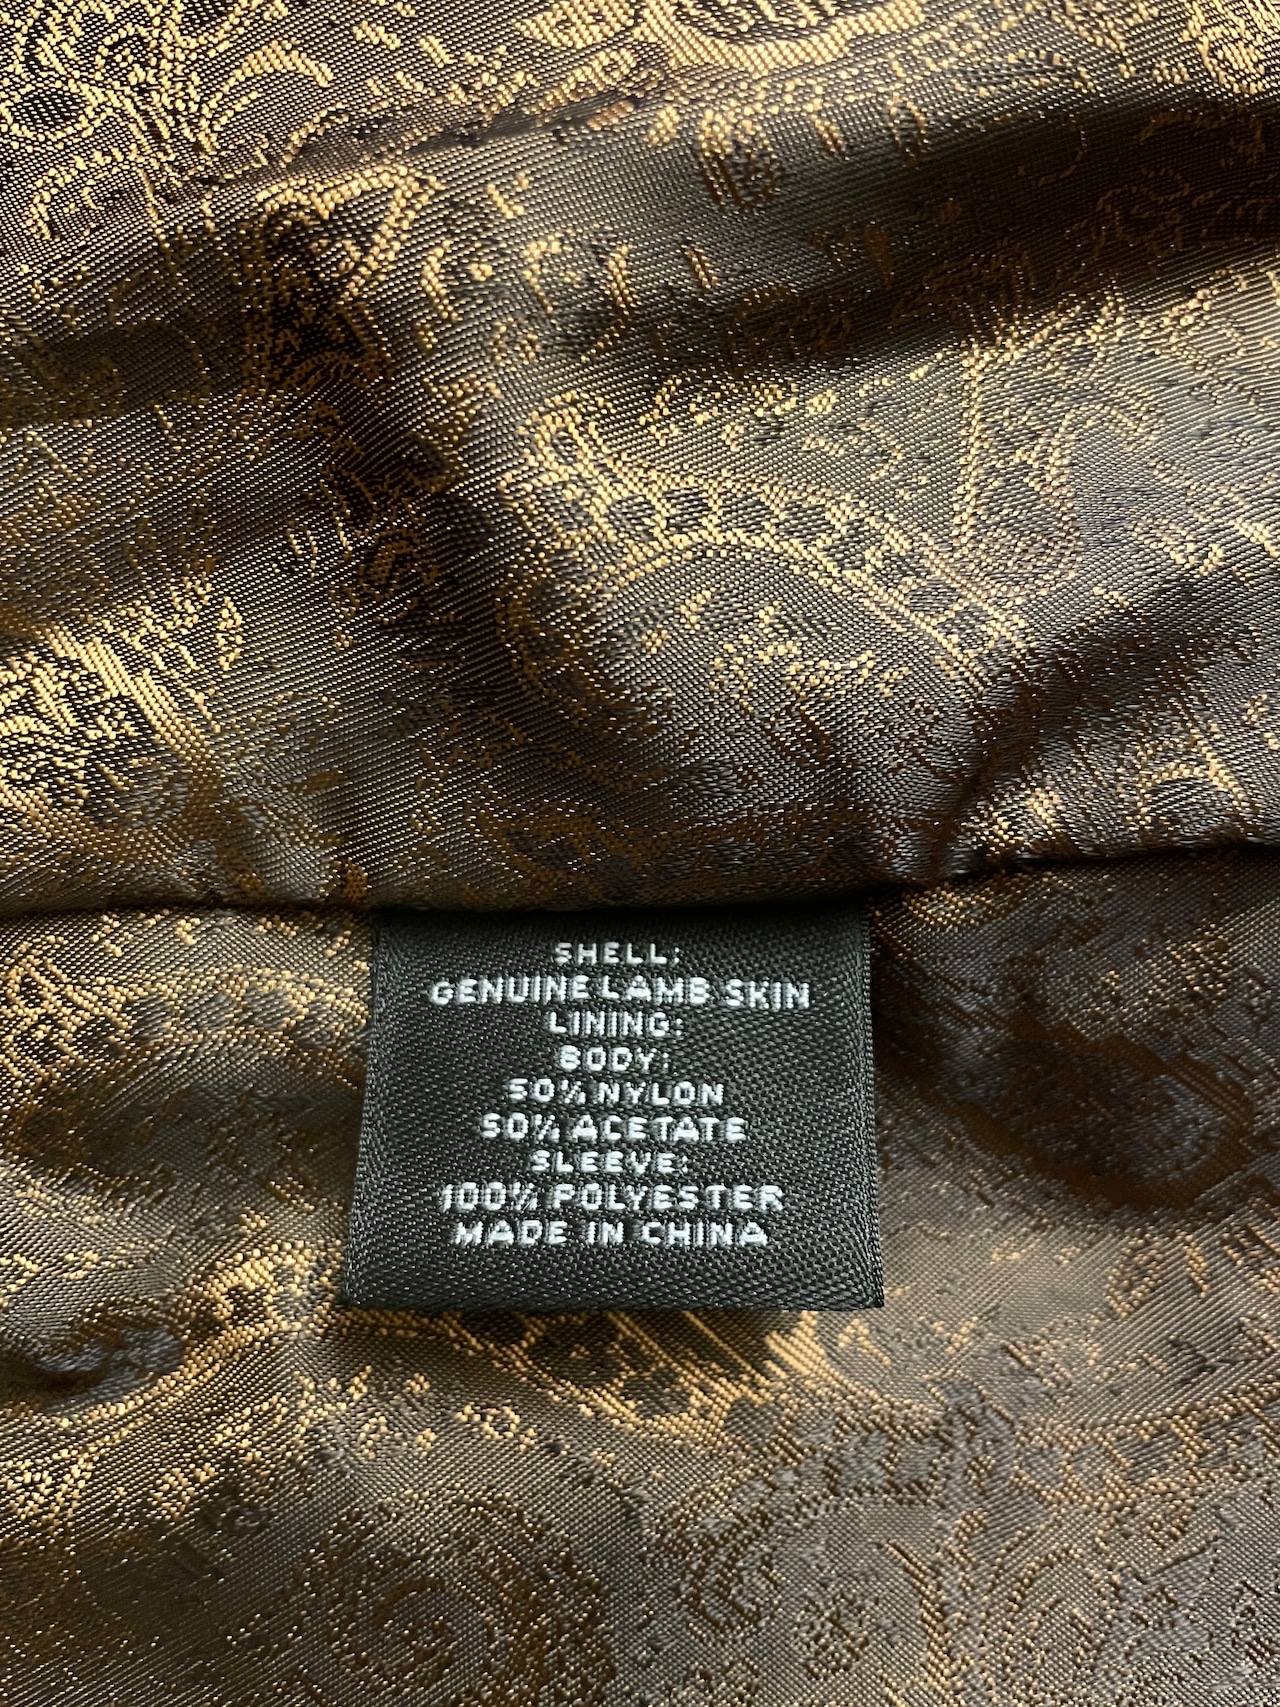 SHELL:
GENUINE LAMB SKIN
LINING:
BODY:
50% NYLON
50% ACETATE
SLEEVE:
100% POLYESTER
MADE IN CHINA